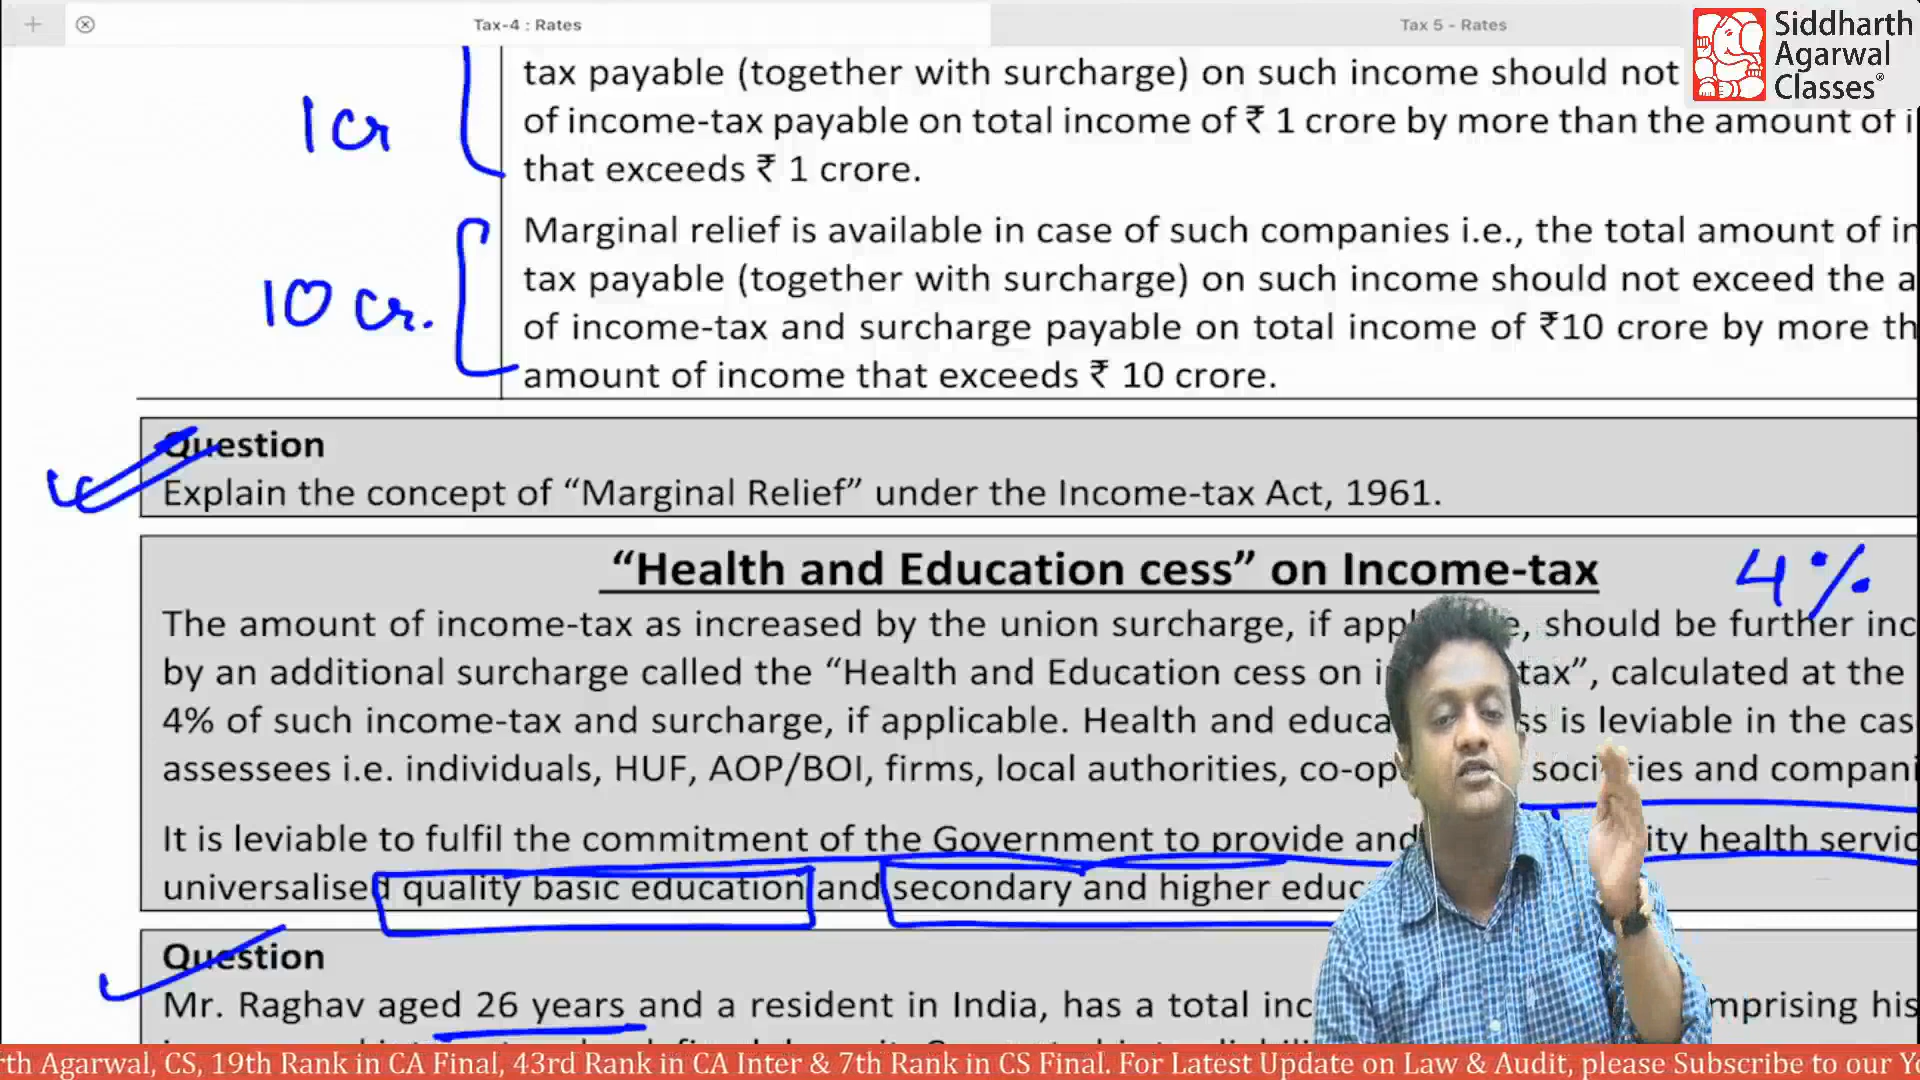 Tax-4 : Rates
Tax 5 - Rates
Siddharth
Agarwal
Classes®
tax payable (together with surcharge) on such income should not
1 cr
of income-tax payable on total income of ₹ 1 crore by more than the amount of i
that exceeds ₹ 1 crore.
Marginal relief is available in case of such companies i.e., the total amount of in
tax payable (together with surcharge) on such income should not exceed the a
10 cr.
of income-tax and surcharge payable on total income of ₹10 crore by more th
amount of income that exceeds ₹ 10 crore.
Question
Explain the concept of “Marginal Relief” under the Income-tax Act, 1961.
“Health and Education cess” on Income-tax
4%
The amount of income-tax as increased by the union surcharge, if app e, should be further inc
by an additional surcharge called the “Health and Education cess on i tax”, calculated at the
4% of such income-tax and surcharge, if applicable. Health and educa ss is leviable in the cas
assessees i.e. individuals, HUF, AOP/BOI, firms, local authorities, co-op societies and compani
It is leviable to fulfil the commitment of the Government to provide and ity health servic
universalised quality basic education and secondary and higher educ
Question
Mr. Raghav aged 26 years and a resident in India, has a total inc mprising his
rth Agarwal, CS, 19th Rank in CA Final, 43rd Rank in CA Inter & 7th Rank in CS Final. For Latest Update on Law & Audit, please Subscribe to our Yo